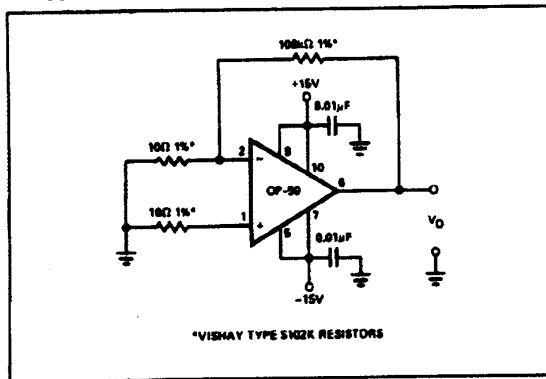 100kΩ 1%*
+15V
0.01µF
10Ω 1%*
2
−
9
10
OP-50
6
10Ω 1%*
1
+
5
7
0.01µF
V_O
−15V
*VISHAY TYPE S102K RESISTORS